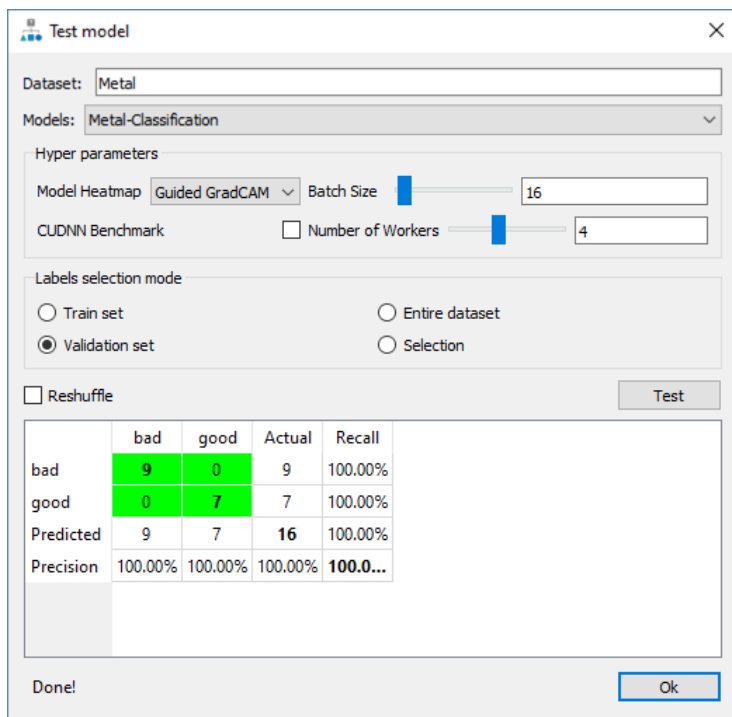 Test model
Dataset: Metal
Models: Metal-Classification
Hyper parameters
Model Heatmap Guided GradCAM Batch Size 16
CUDNN Benchmark Number of Workers 4
Labels selection mode
Train set Entire dataset
Validation set Selection
Reshuffle Test
bad good Actual Recall
bad 9 0 9 100.00%
good 0 7 7 100.00%
Predicted 9 7 16 100.00%
Precision 100.00% 100.00% 100.00% 100.0...
Done! Ok